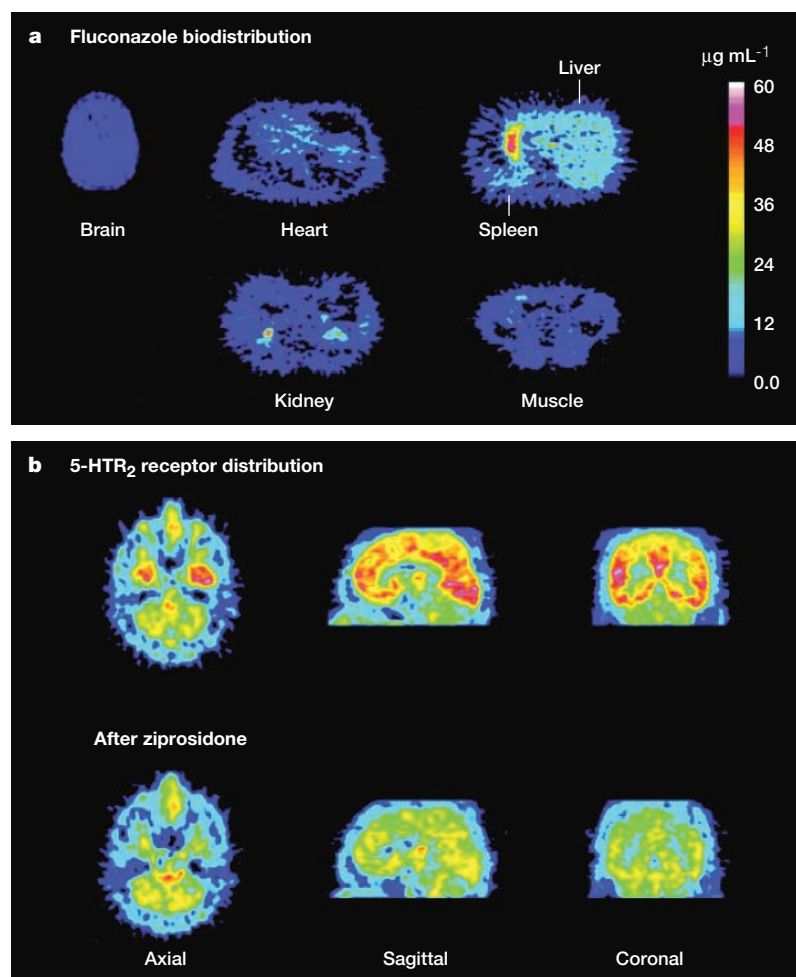 a Fluconazole biodistribution
µg mL-1
Liver
60
48
36
24
12
0.0
Brain
Heart
Spleen
Kidney
Muscle
b 5-HTR2 receptor distribution
After ziprosidone
Axial
Sagittal
Coronal